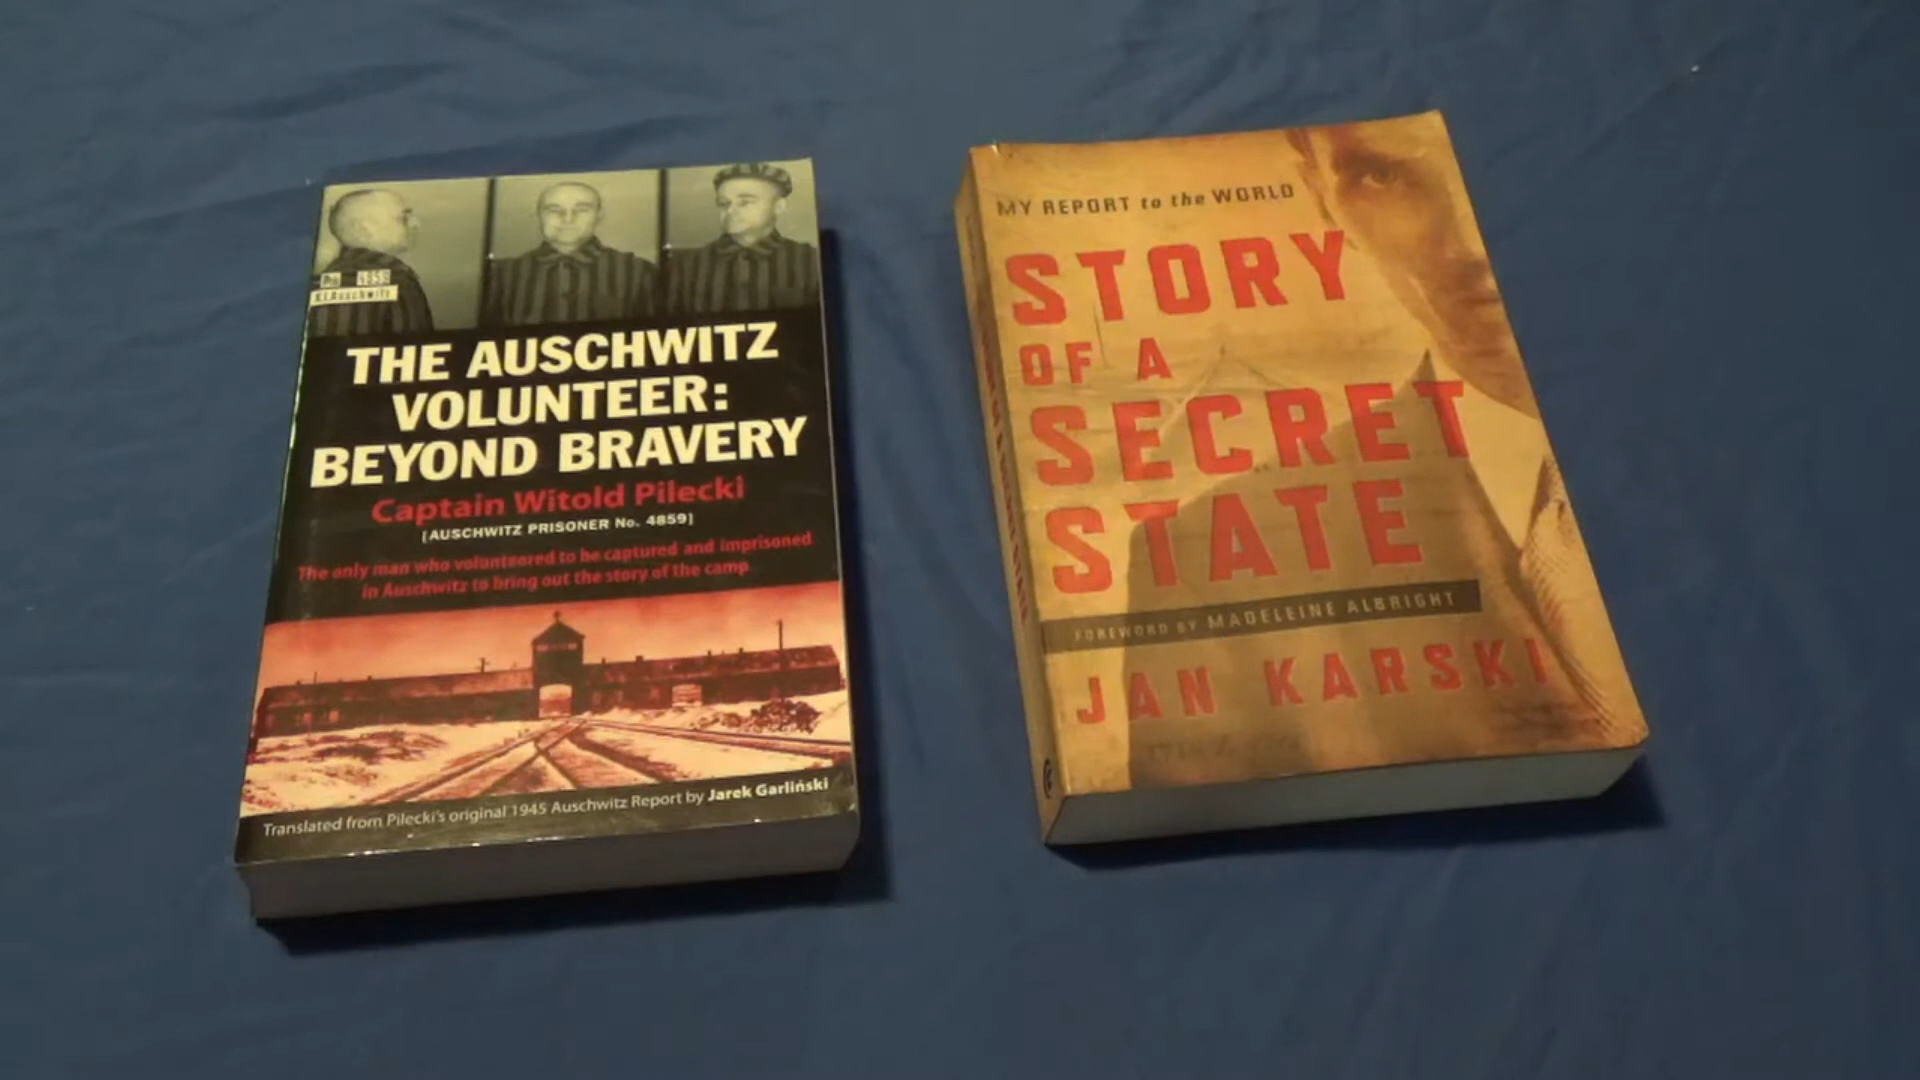 Pol 4859
K.L.Auschwitz
THE AUSCHWITZ
VOLUNTEER:
BEYOND BRAVERY
Captain Witold Pilecki
[AUSCHWITZ PRISONER No. 4859]
The only man who volunteered to be captured and imprisoned
in Auschwitz to bring out the story of the camp
Translated from Pilecki's original 1945 Auschwitz Report by Jarek Garliński
MY REPORT to the WORLD
STORY
OF A
SECRET
STATE
FOREWORD BY MADELEINE ALBRIGHT
JAN KARSKI